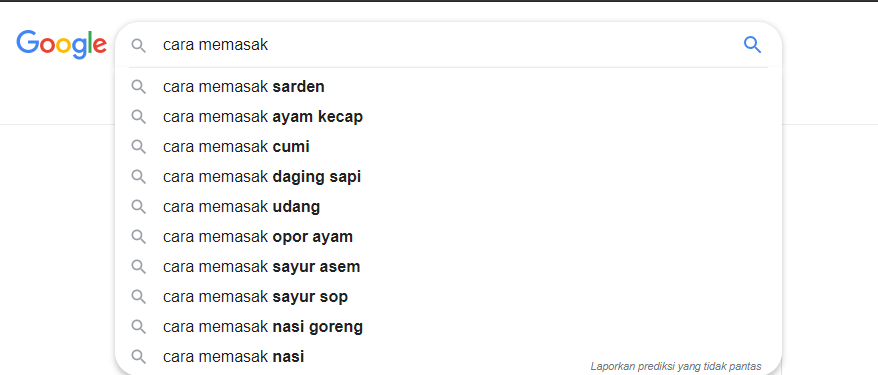 Google
cara memasak
cara memasak sarden
cara memasak ayam kecap
cara memasak cumi
cara memasak daging sapi
cara memasak udang
cara memasak opor ayam
cara memasak sayur asem
cara memasak sayur sop
cara memasak nasi goreng
cara memasak nasi
Laporkan prediksi yang tidak pantas